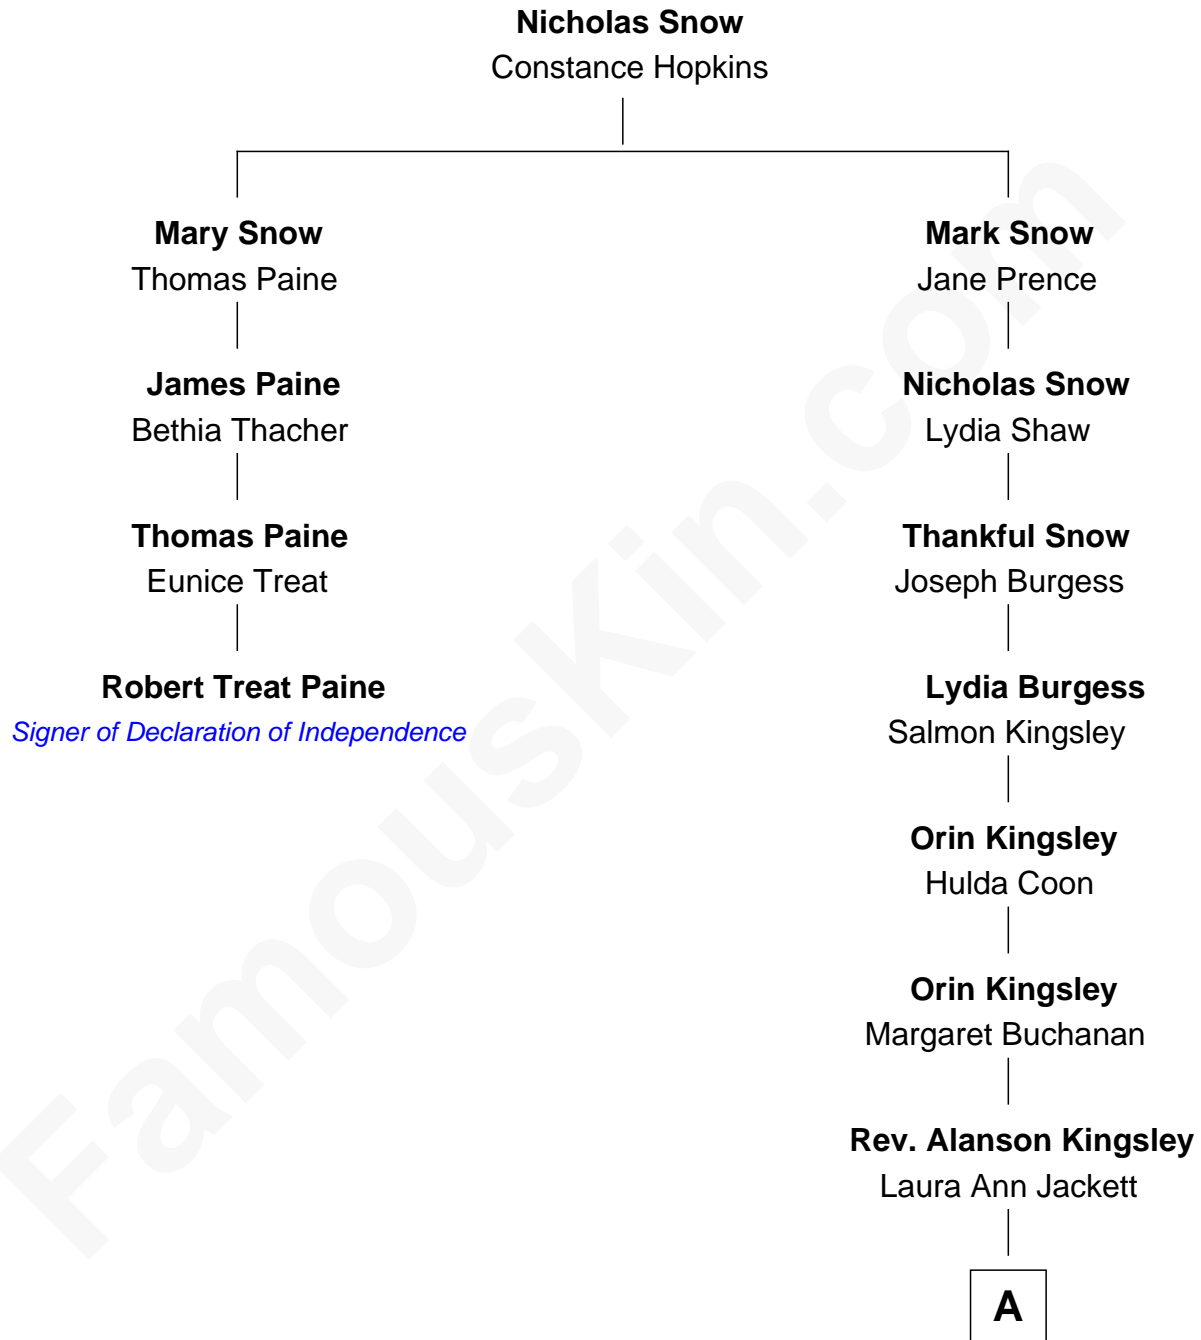 Nicholas Snow
Constance Hopkins
Mary Snow
Thomas Paine
Mark Snow
Jane Prence
James Paine
Bethia Thacher
Nicholas Snow
Lydia Shaw
Thomas Paine
Eunice Treat
Thankful Snow
Joseph Burgess
Robert Treat Paine
Signer of Declaration of Independence
Lydia Burgess
Salmon Kingsley
Orin Kingsley
Hulda Coon
Orin Kingsley
Margaret Buchanan
Rev. Alanson Kingsley
Laura Ann Jackett
A
FamousKin.com